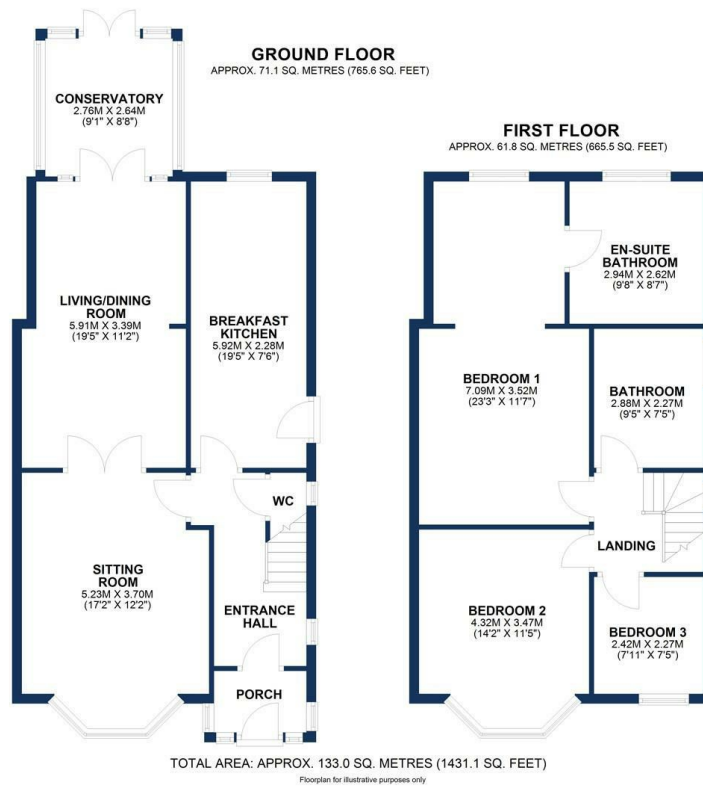 GROUND FLOOR
APPROX. 71.1 SQ. METRES (765.6 SQ. FEET)
CONSERVATORY
2.76M X 2.64M
(9'1" X 8'8")
LIVING/DINING
ROOM
5.91M X 3.39M
(19'5" X 11'2")
BREAKFAST
KITCHEN
5.92M X 2.28M
(19'5" X 7'6")
WC
SITTING
ROOM
5.23M X 3.70M
(17'2" X 12'2")
ENTRANCE
HALL
PORCH
FIRST FLOOR
APPROX. 61.8 SQ. METRES (665.5 SQ. FEET)
EN-SUITE
BATHROOM
2.94M X 2.62M
(9'8" X 8'7")
BEDROOM 1
7.09M X 3.52M
(23'3" X 11'7")
BATHROOM
2.88M X 2.27M
(9'5" X 7'5")
LANDING
BEDROOM 2
4.32M X 3.47M
(14'2" X 11'5")
BEDROOM 3
2.42M X 2.27M
(7'11" X 7'5")
TOTAL AREA: APPROX. 133.0 SQ. METRES (1431.1 SQ. FEET)
Floorplan for illustrative purposes only